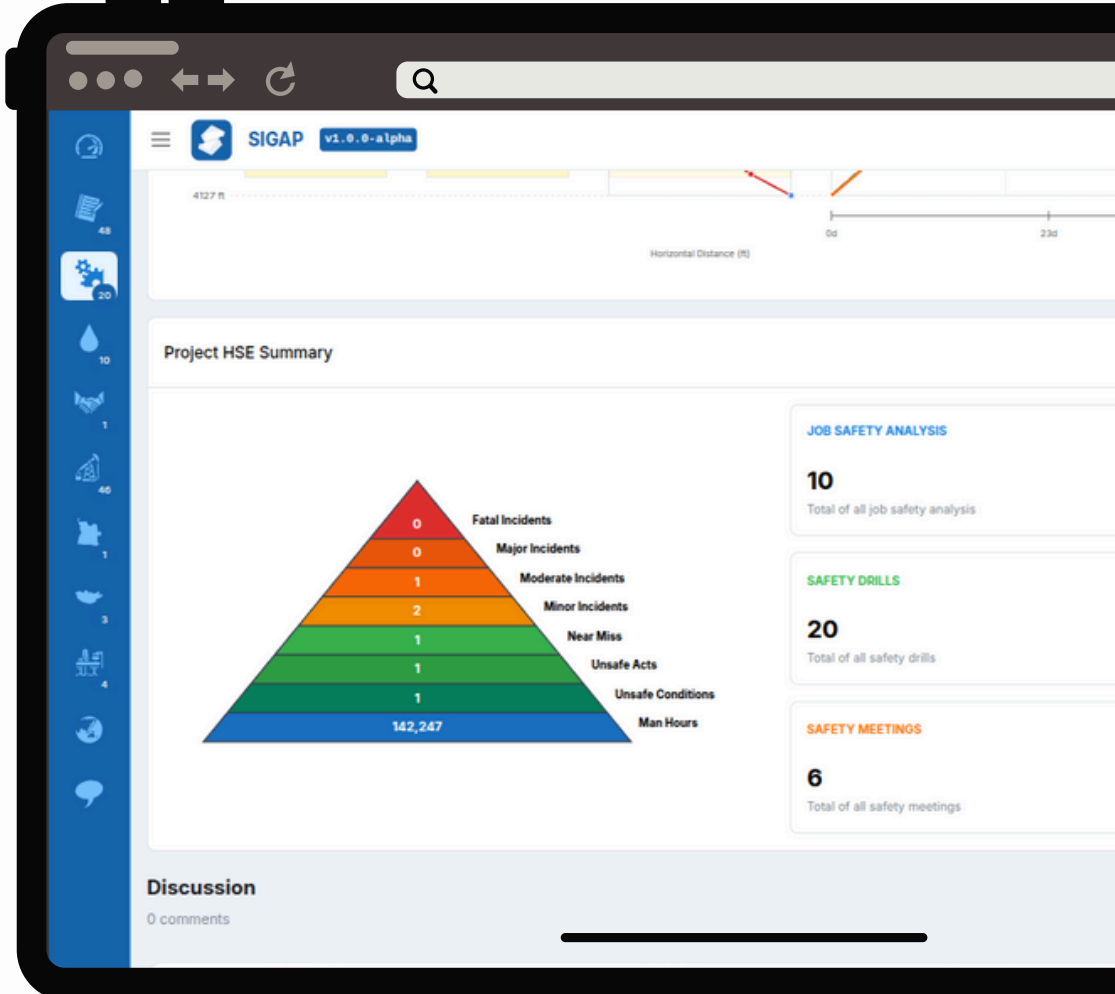 SIGAP v1.0.0-alpha
48
20
10
1
46
1
3
4
4127 ft
0d 23d
Horizontal Distance (ft)
Project HSE Summary
0 Fatal Incidents
0 Major Incidents
1 Moderate Incidents
2 Minor Incidents
1 Near Miss
1 Unsafe Acts
1 Unsafe Conditions
142,247 Man Hours
JOB SAFETY ANALYSIS
10
Total of all job safety analysis
SAFETY DRILLS
20
Total of all safety drills
SAFETY MEETINGS
6
Total of all safety meetings
Discussion
0 comments